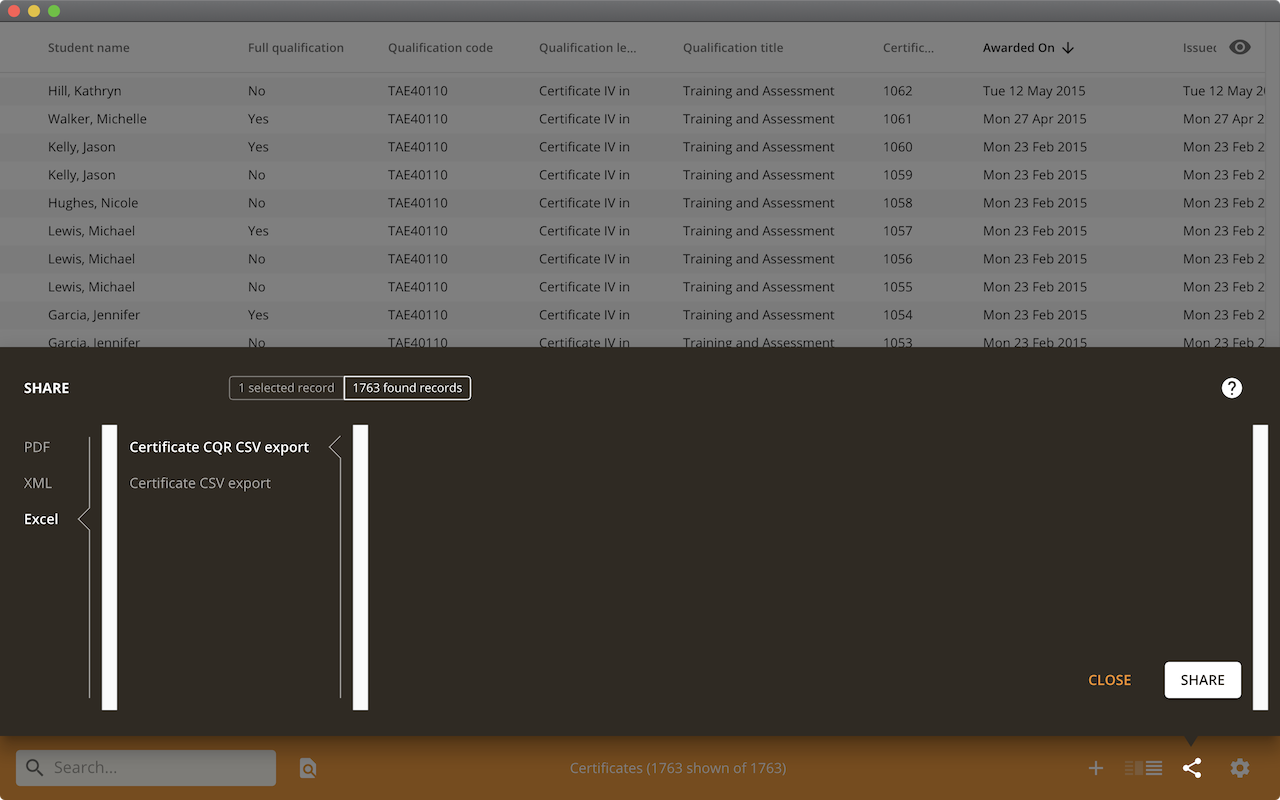 Student name Full qualification Qualification code Qualification le... Qualification title Certific... Awarded On Issued
Hill, Kathryn No TAE40110 Certificate IV in Training and Assessment 1062 Tue 12 May 2015 Tue 12 May 20
Walker, Michelle Yes TAE40110 Certificate IV in Training and Assessment 1061 Mon 27 Apr 2015 Mon 27 Apr 2
Kelly, Jason Yes TAE40110 Certificate IV in Training and Assessment 1060 Mon 23 Feb 2015 Mon 23 Feb 2
Kelly, Jason No TAE40110 Certificate IV in Training and Assessment 1059 Mon 23 Feb 2015 Mon 23 Feb 2
Hughes, Nicole No TAE40110 Certificate IV in Training and Assessment 1058 Mon 23 Feb 2015 Mon 23 Feb 2
Lewis, Michael Yes TAE40110 Certificate IV in Training and Assessment 1057 Mon 23 Feb 2015 Mon 23 Feb 2
Lewis, Michael No TAE40110 Certificate IV in Training and Assessment 1056 Mon 23 Feb 2015 Mon 23 Feb 2
Lewis, Michael No TAE40110 Certificate IV in Training and Assessment 1055 Mon 23 Feb 2015 Mon 23 Feb 2
Garcia, Jennifer Yes TAE40110 Certificate IV in Training and Assessment 1054 Mon 23 Feb 2015 Mon 23 Feb 2
Garcia, Jennifer No TAE40110 Certificate IV in Training and Assessment 1053 Mon 23 Feb 2015 Mon 23 Feb 2
SHARE 1 selected record 1763 found records ?
PDF Certificate CQR CSV export
XML Certificate CSV export
Excel
CLOSE SHARE
Search... Certificates (1763 shown of 1763)